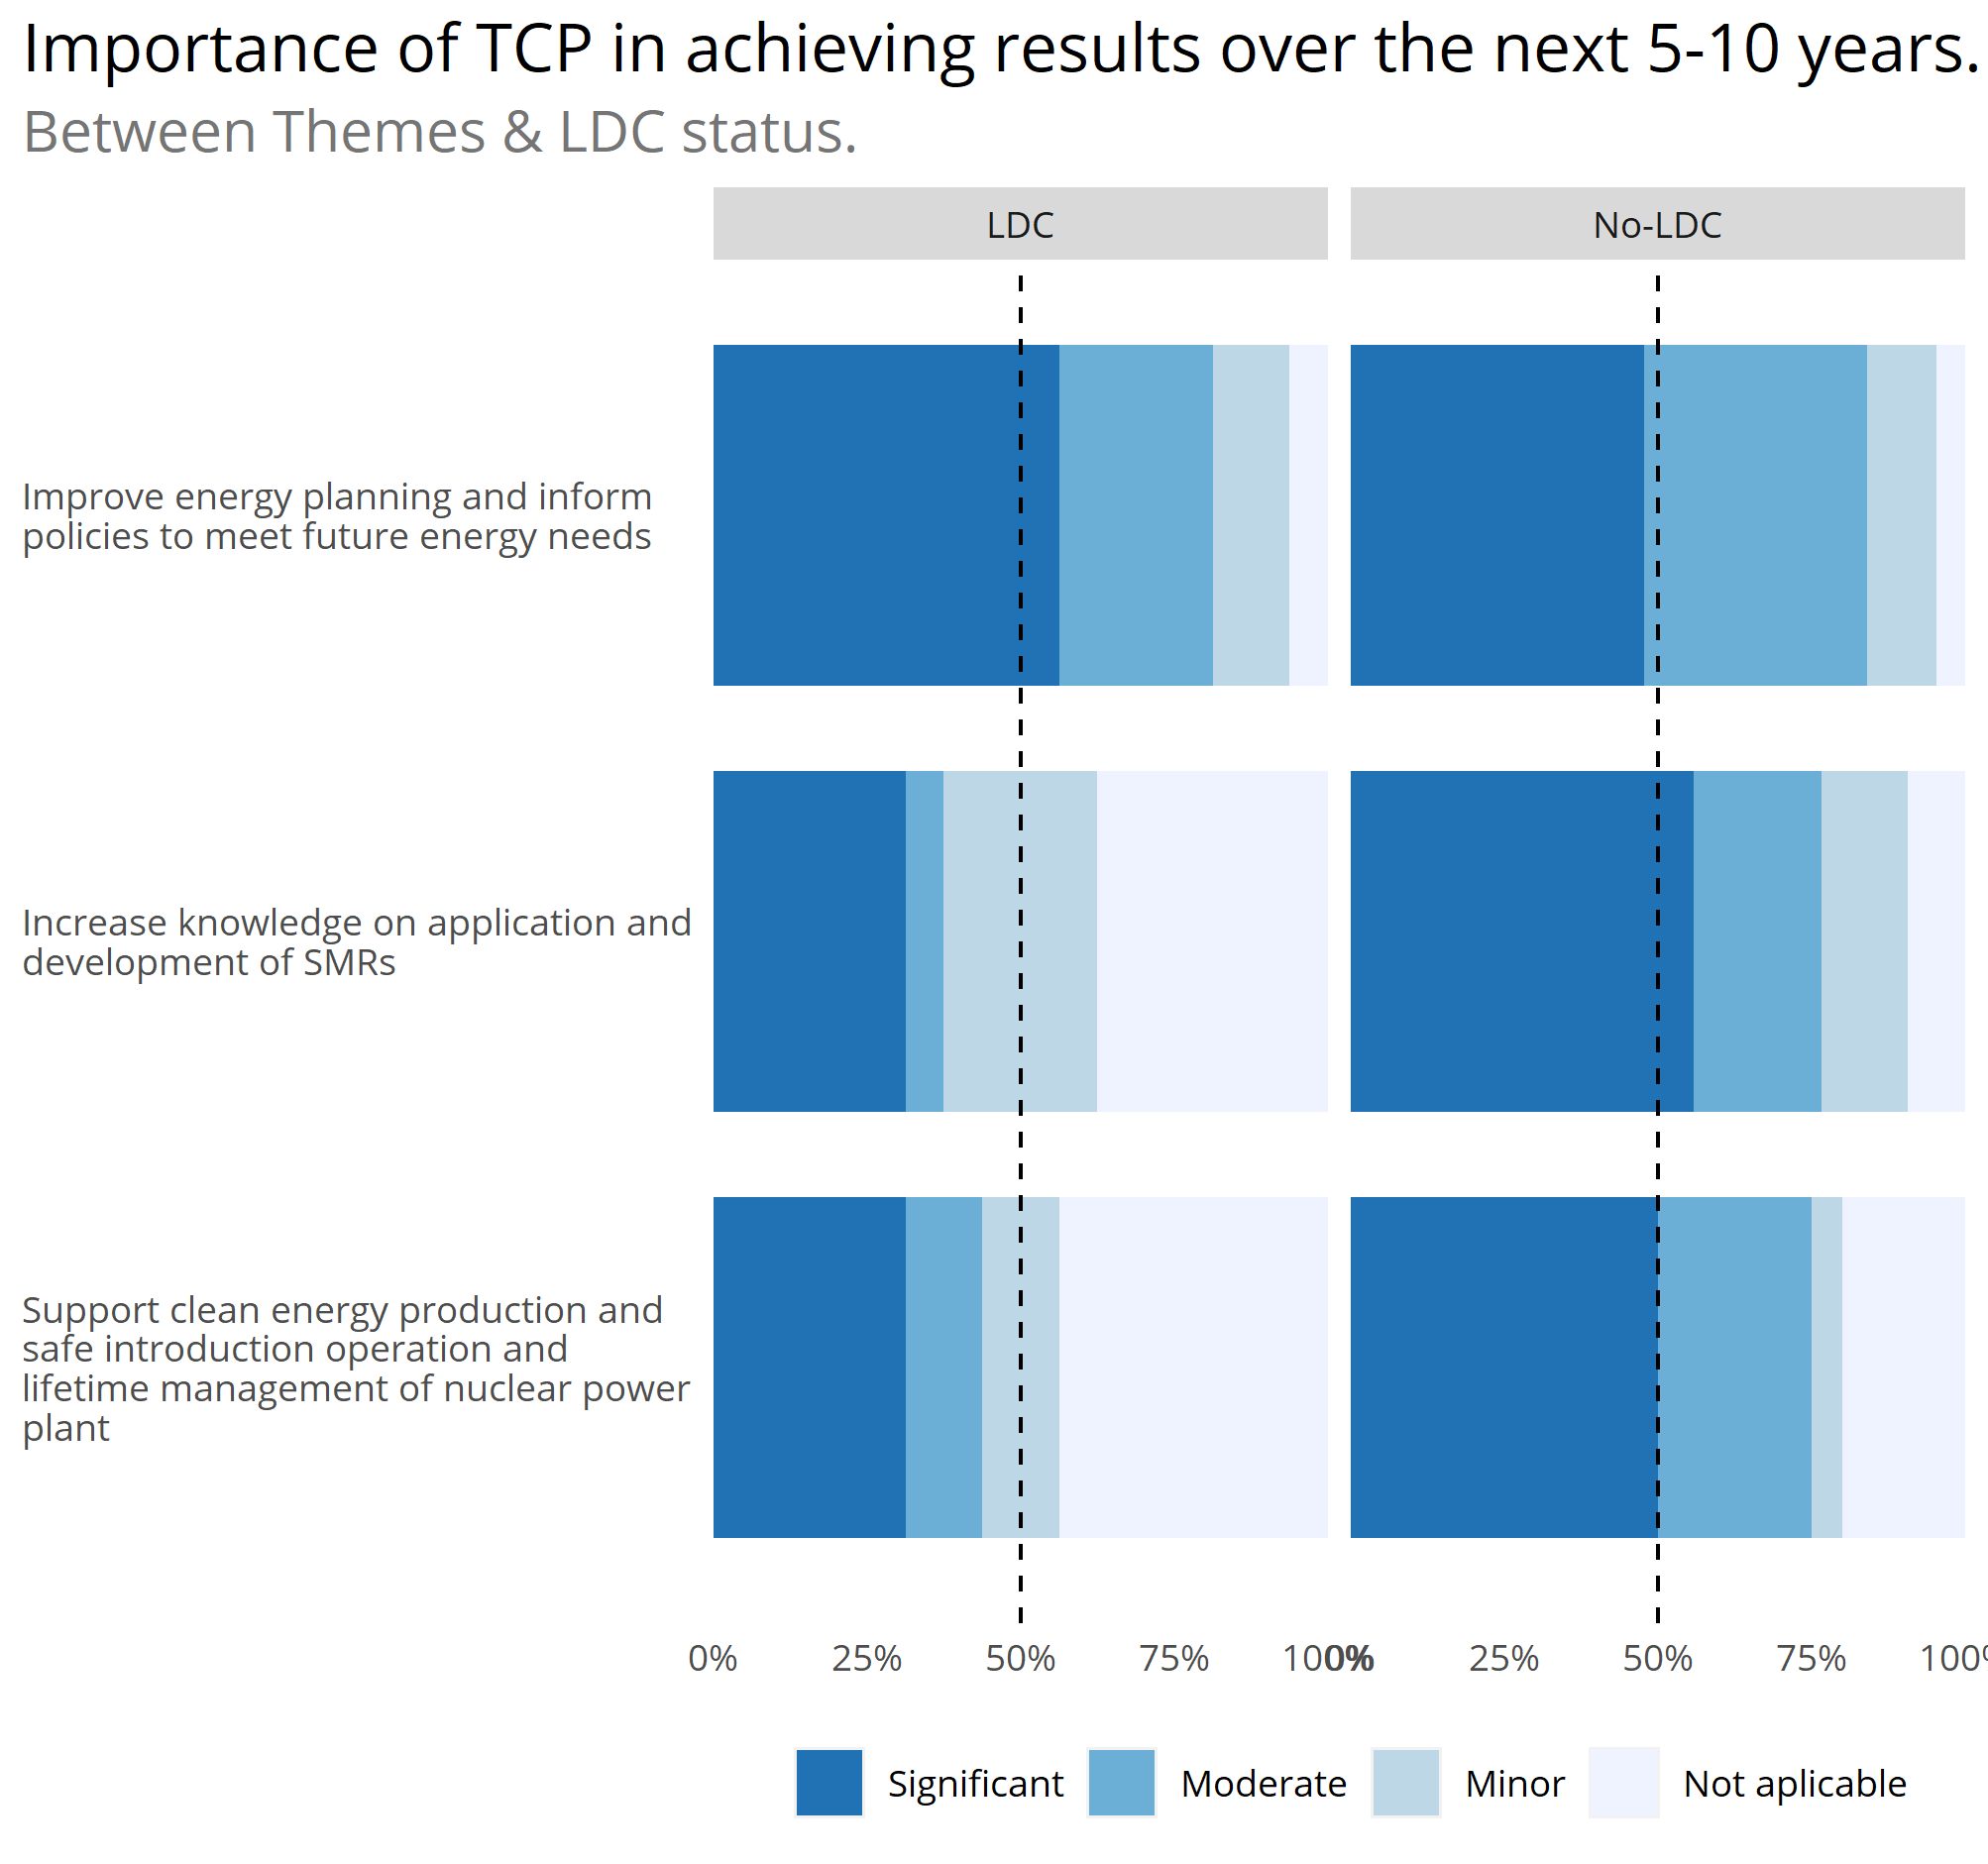 Importance of TCP in achieving results over the next 5-10 years.
Between Themes & LDC status.
LDC
No-LDC
Improve energy planning and inform
policies to meet future energy needs
Increase knowledge on application and
development of SMRs
Support clean energy production and
safe introduction operation and
lifetime management of nuclear power
plant
0% 25% 50% 75% 100%
0% 25% 50% 75% 100%
Significant Moderate Minor Not aplicable